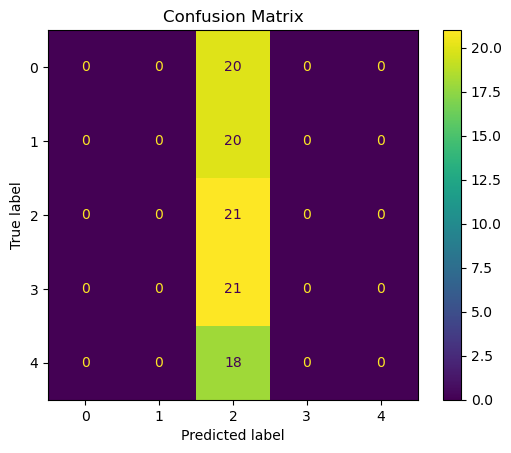 Confusion Matrix
True label
0 0 0 20 0 0
1 0 0 20 0 0
2 0 0 21 0 0
3 0 0 21 0 0
4 0 0 18 0 0
0 1 2 3 4
Predicted label
20.0
17.5
15.0
12.5
10.0
7.5
5.0
2.5
0.0